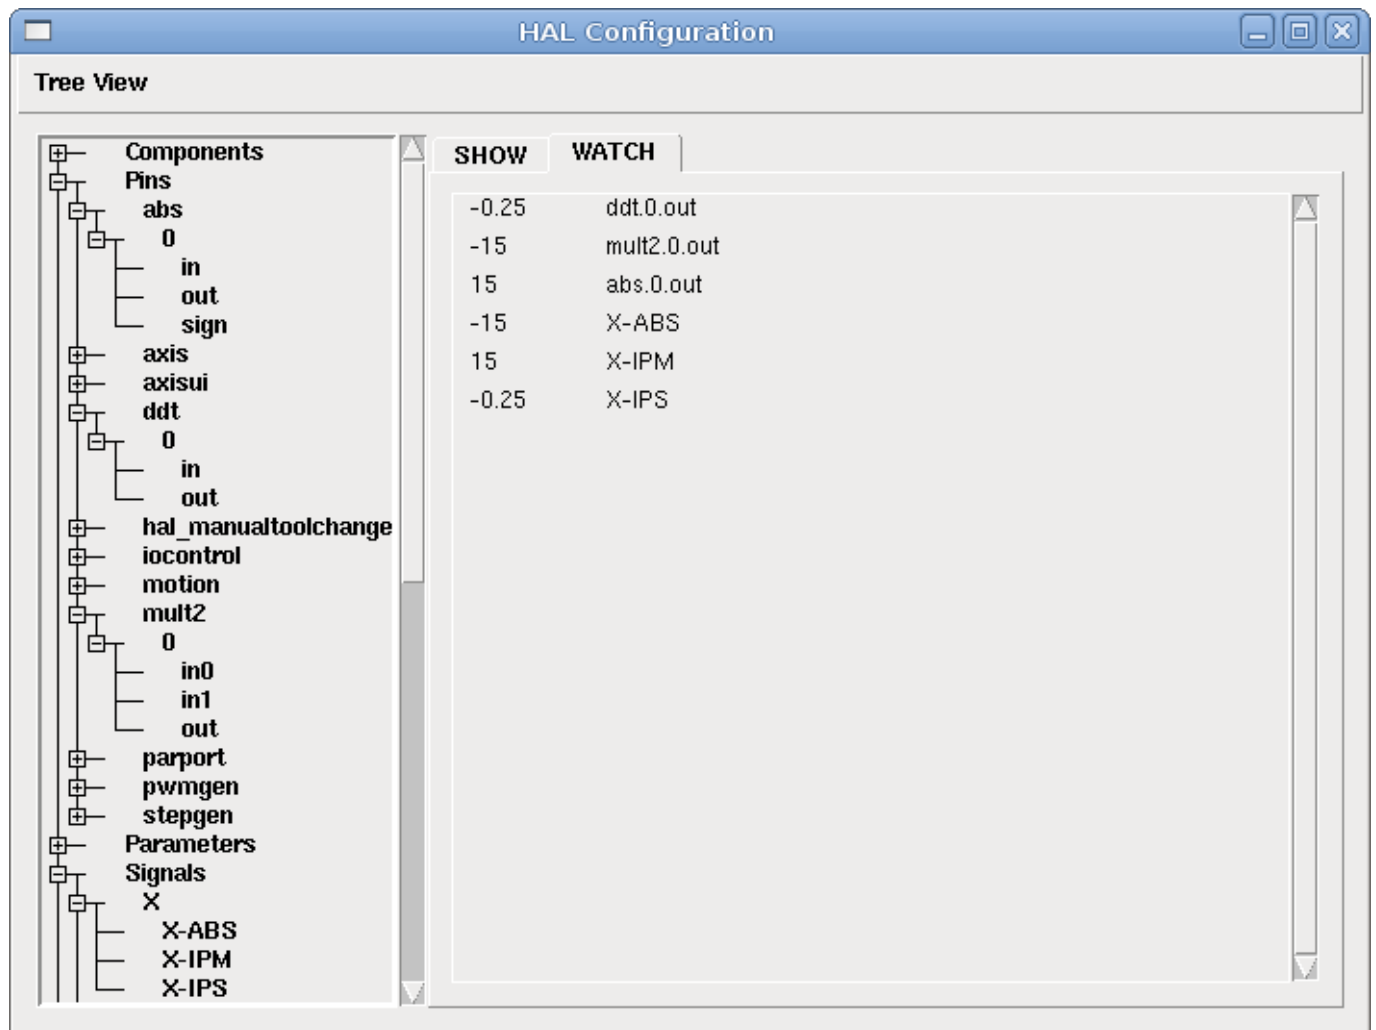 HAL Configuration
Tree View
Components
Pins
abs
0
in
out
sign
axis
axisui
ddt
0
in
out
hal_manualtoolchange
iocontrol
motion
mult2
0
in0
in1
out
parport
pwmgen
stepgen
Parameters
Signals
X
X-ABS
X-IPM
X-IPS
SHOW WATCH
-0.25 ddt.0.out
-15 mult2.0.out
15 abs.0.out
-15 X-ABS
15 X-IPM
-0.25 X-IPS